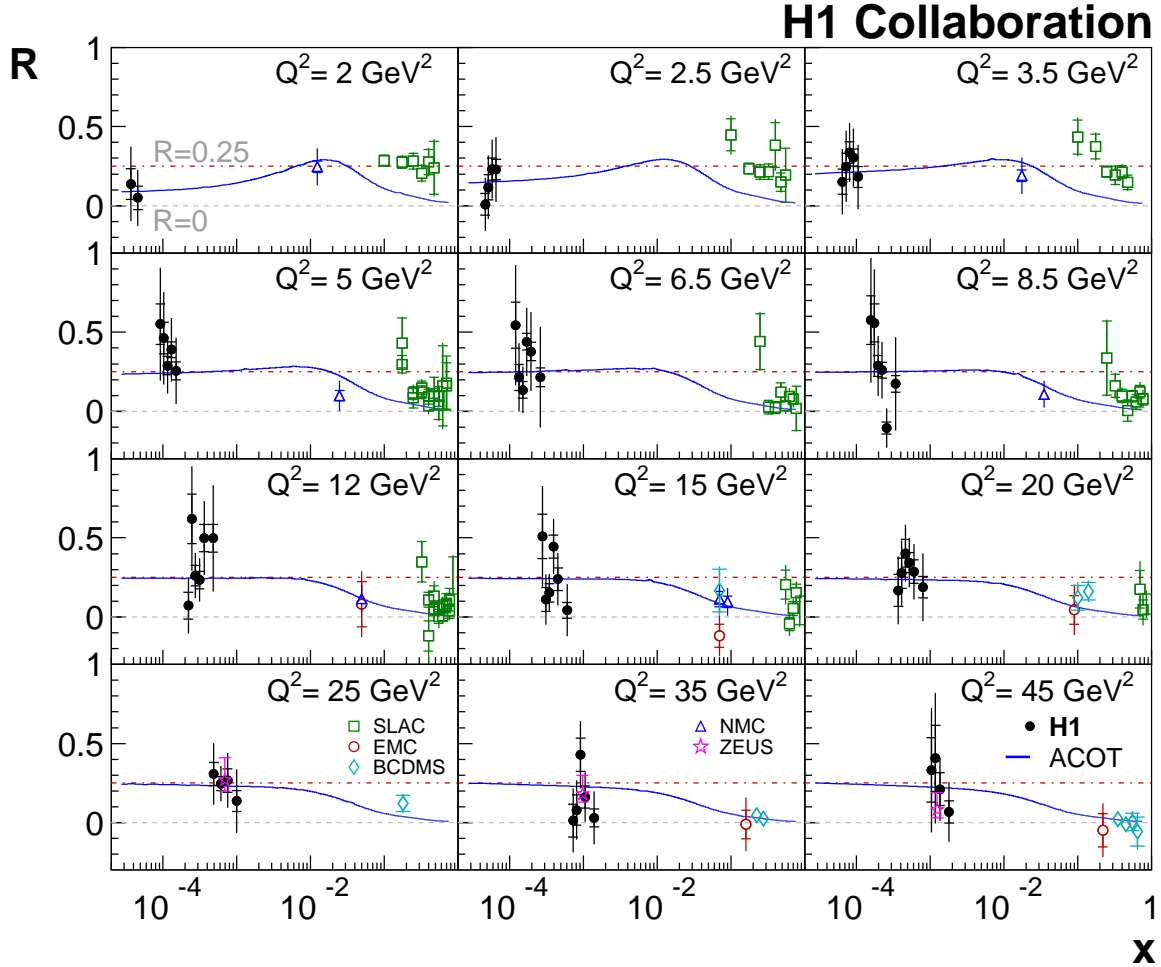 H1 Collaboration
R
1
Q²= 2 GeV²
Q²= 2.5 GeV²
Q²= 3.5 GeV²
0.5
R=0.25
0
R=0
1
Q²= 5 GeV²
Q²= 6.5 GeV²
Q²= 8.5 GeV²
0.5
0
1
Q²= 12 GeV²
Q²= 15 GeV²
Q²= 20 GeV²
0.5
0
1
Q²= 25 GeV²
Q²= 35 GeV²
Q²= 45 GeV²
SLAC
EMC
BCDMS
NMC
ZEUS
H1
ACOT
0.5
0
10⁻⁴ 10⁻² 10⁻⁴ 10⁻² 10⁻⁴ 10⁻² 1
x